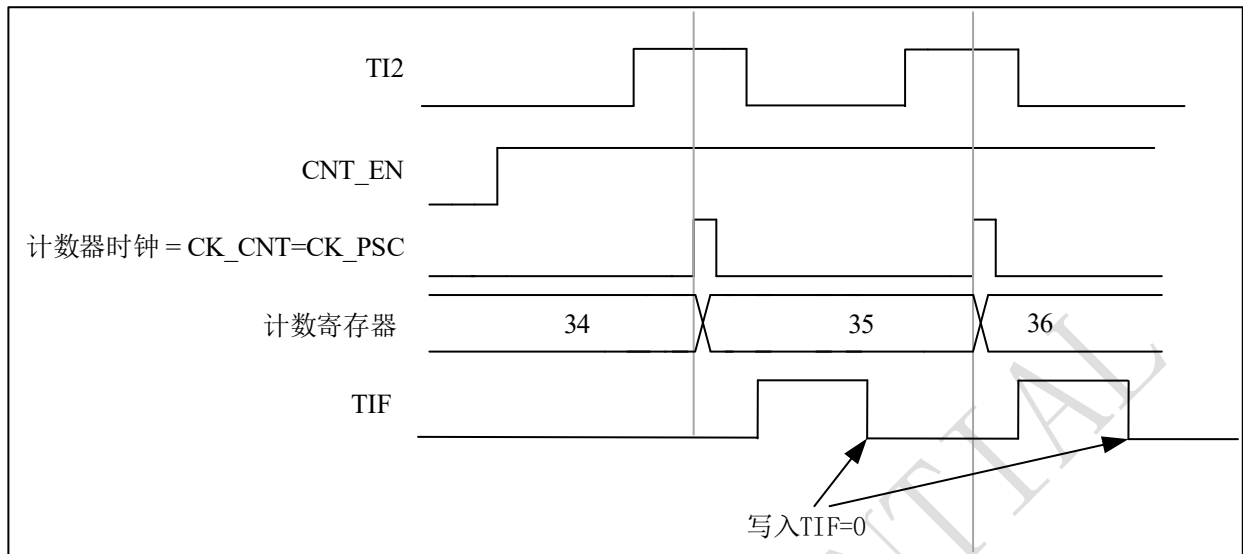 TI2
CNT_EN
计数器时钟 = CK_CNT=CK_PSC
计数寄存器 34 35 36
TIF
写入TIF=0
NTIAL